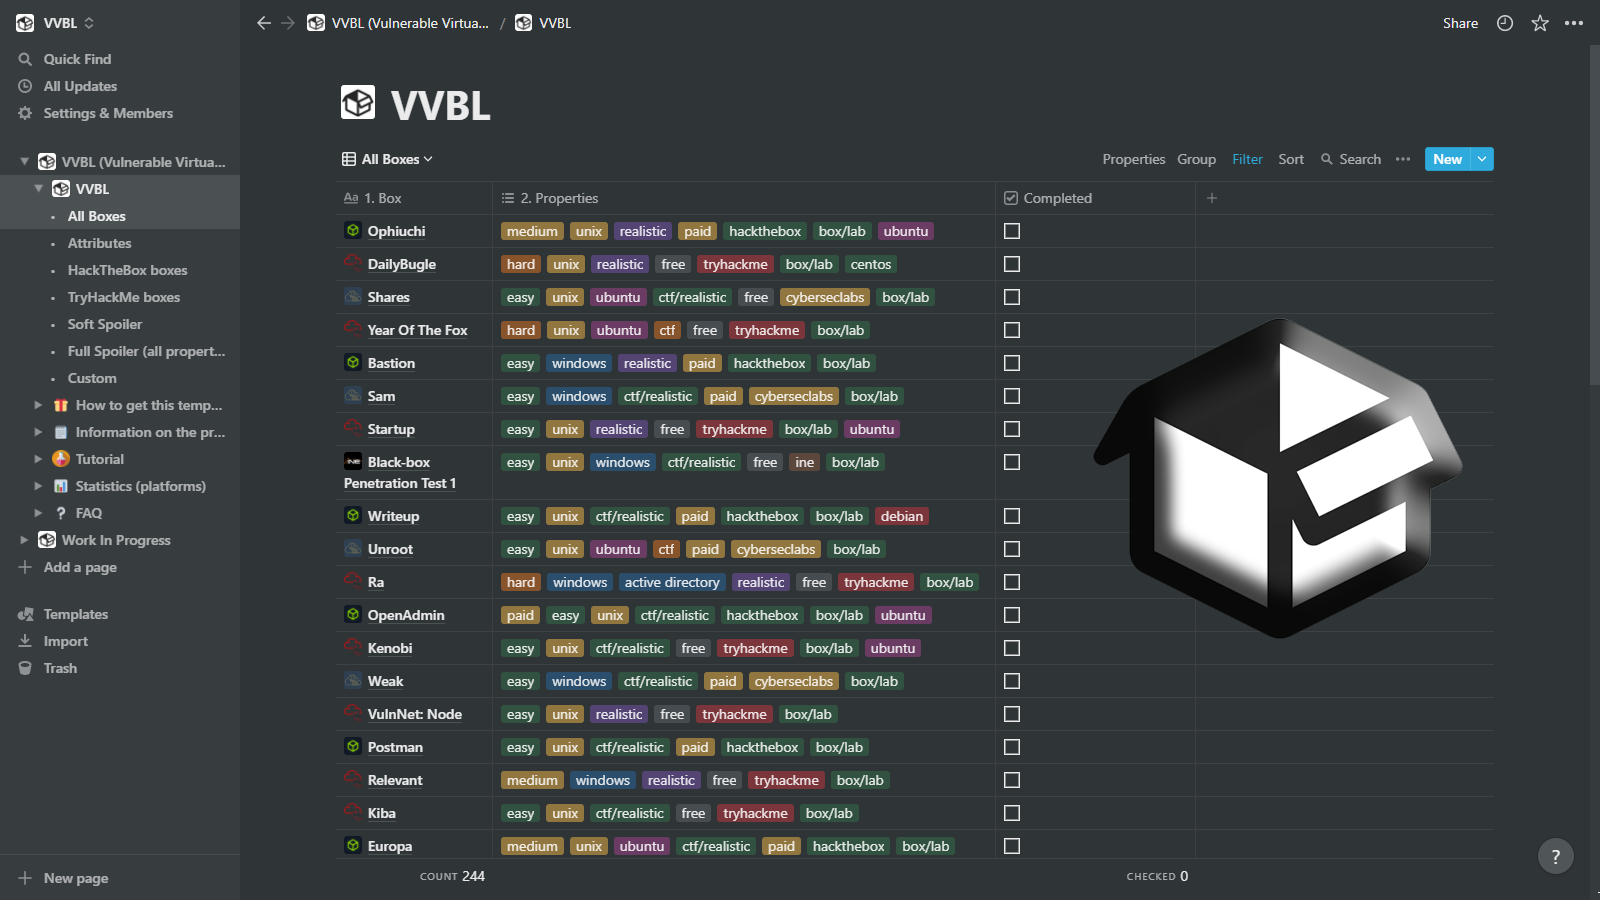 VVBL
Quick Find
All Updates
Settings & Members
VVBL (Vulnerable Virtua...
VVBL
All Boxes
Attributes
HackTheBox boxes
TryHackMe boxes
Soft Spoiler
Full Spoiler (all propert...
Custom
How to get this temp...
Information on the pr...
Tutorial
Statistics (platforms)
FAQ
Work In Progress
Add a page
Templates
Import
Trash
New page
VVBL (Vulnerable Virtua... / VVBL
Share
VVBL
All Boxes
Properties Group Filter Sort Search New
Aa 1. Box 2. Properties Completed
Ophiuchi medium unix realistic paid hackthebox box/lab ubuntu
DailyBugle hard unix realistic free tryhackme box/lab centos
Shares easy unix ubuntu ctf/realistic free cyberseclabs box/lab
Year Of The Fox hard unix ubuntu ctf free tryhackme box/lab
Bastion easy windows realistic paid hackthebox box/lab
Sam easy windows ctf/realistic paid cyberseclabs box/lab
Startup easy unix realistic free tryhackme box/lab ubuntu
Black-box easy unix windows ctf/realistic free ine box/lab
Penetration Test 1
Writeup easy unix ctf/realistic paid hackthebox box/lab debian
Unroot easy unix ubuntu ctf paid cyberseclabs box/lab
Ra hard windows active directory realistic free tryhackme box/lab
OpenAdmin paid easy unix ctf/realistic hackthebox box/lab ubuntu
Kenobi easy unix ctf/realistic free tryhackme box/lab ubuntu
Weak easy windows ctf/realistic paid cyberseclabs box/lab
VulnNet: Node easy unix realistic free tryhackme box/lab
Postman easy unix ctf/realistic paid hackthebox box/lab
Relevant medium windows realistic free tryhackme box/lab
Kiba easy unix ctf/realistic free tryhackme box/lab
Europa medium unix ubuntu ctf/realistic paid hackthebox box/lab
COUNT 244 CHECKED 0
?